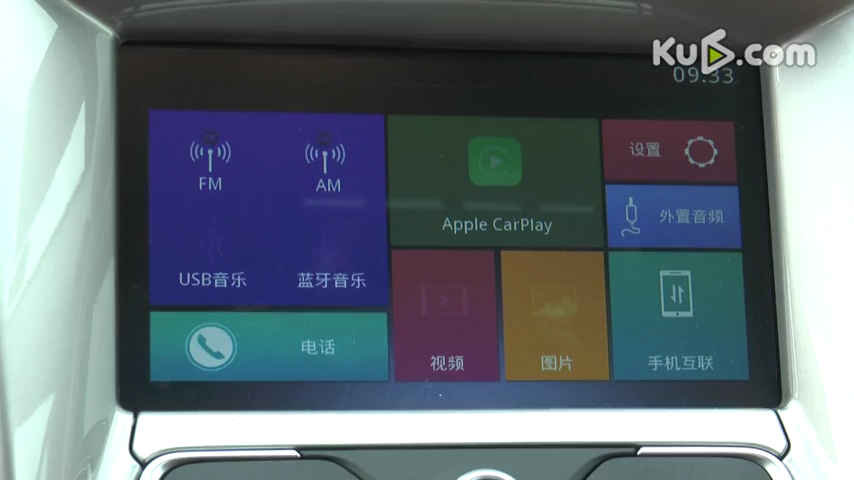 Ku6.com
09:33
FM
AM
Apple CarPlay
设置
外置音频
USB音乐
蓝牙音乐
电话
视频
图片
手机互联